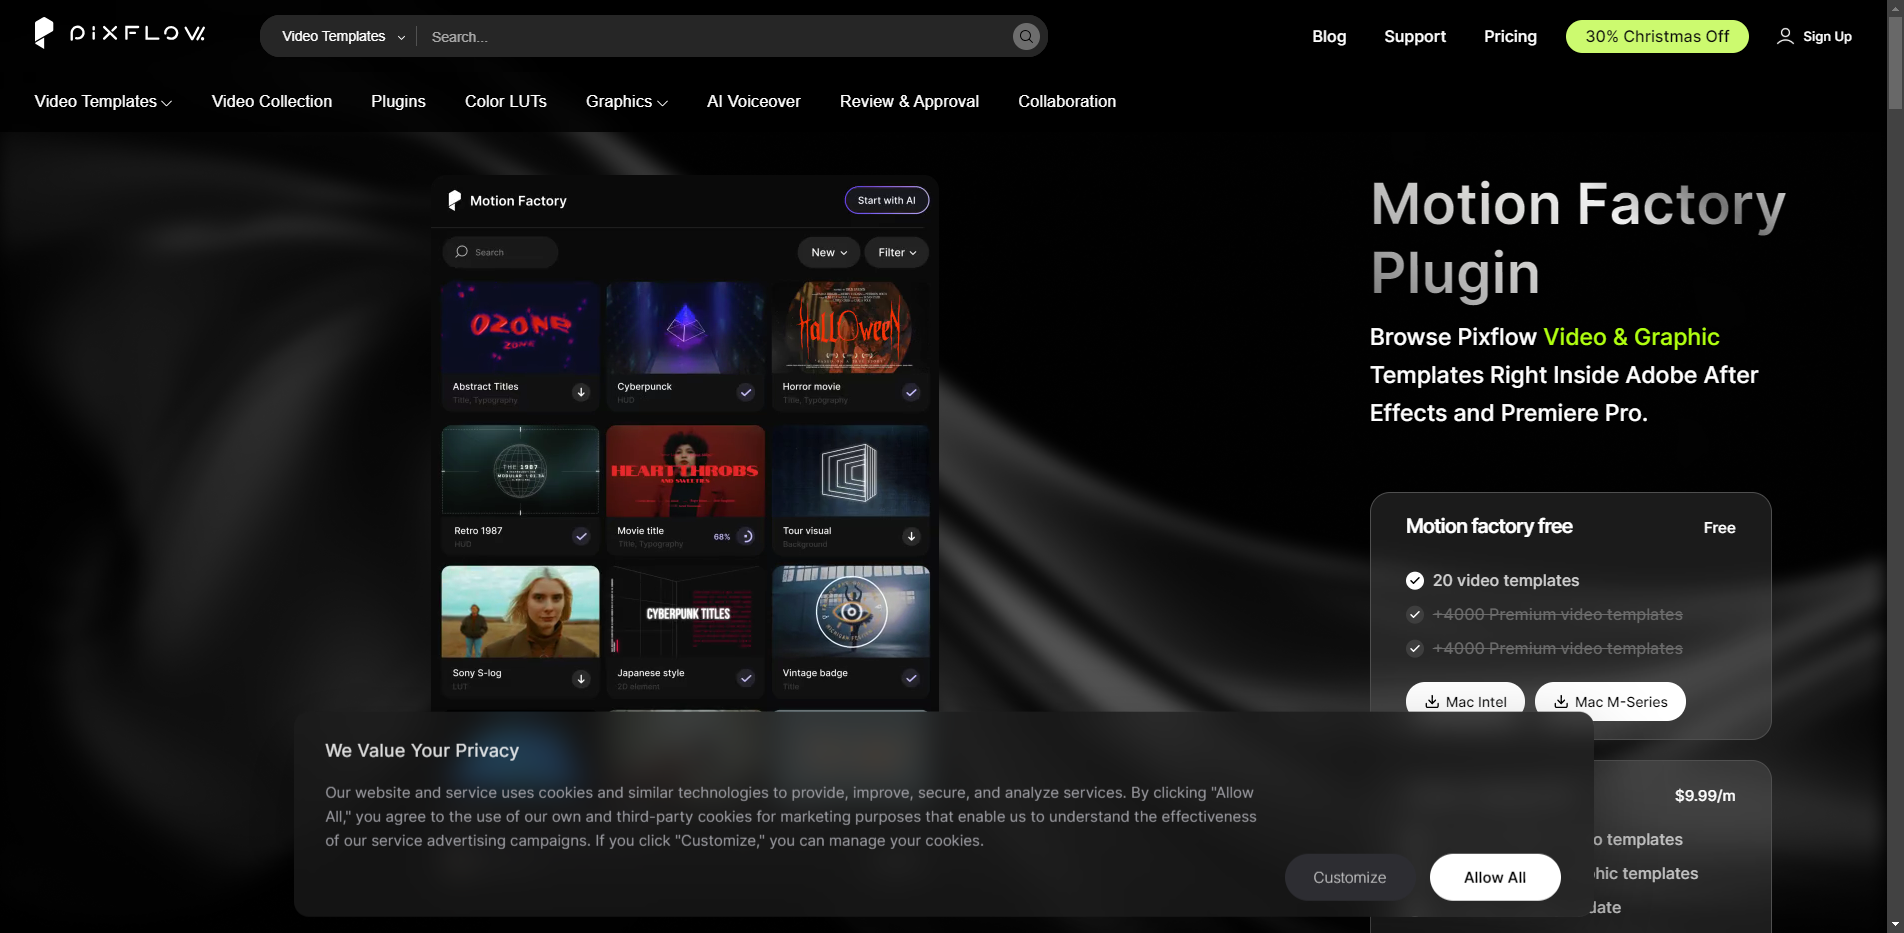 PIXFLOW.
Video Templates
Search...
Blog
Support
Pricing
30% Christmas Off
Sign Up
Video Templates
Video Collection
Plugins
Color LUTs
Graphics
AI Voiceover
Review & Approval
Collaboration
Motion Factory
Start with AI
Search
New
Filter
OZONE
ZONE
Halloween
Abstract Titles
Title, Typography
Cyberpunck
HUD
Horror movie
Title, Typography
THE 1987
HEART THROBS
AND SWEETIES
Retro 1987
HUD
Movie title
Title, Typography
68%
Tour visual
Background
CYBERPUNK TITLES
Sony S-log
LUT
Japanese style
2D element
Vintage badge
Title
Motion Factory
Plugin
Browse Pixflow Video & Graphic
Templates Right Inside Adobe After
Effects and Premiere Pro.
Motion factory free
Free
20 video templates
+4000 Premium video templates
+4000 Premium video templates
Mac Intel
Mac M-Series
$9.99/m
templates
templates
We Value Your Privacy
Our website and service uses cookies and similar technologies to provide, improve, secure, and analyze services. By clicking "Allow
All," you agree to the use of our own and third-party cookies for marketing purposes that enable us to understand the effectiveness
of our service advertising campaigns. If you click "Customize," you can manage your cookies.
Customize
Allow All